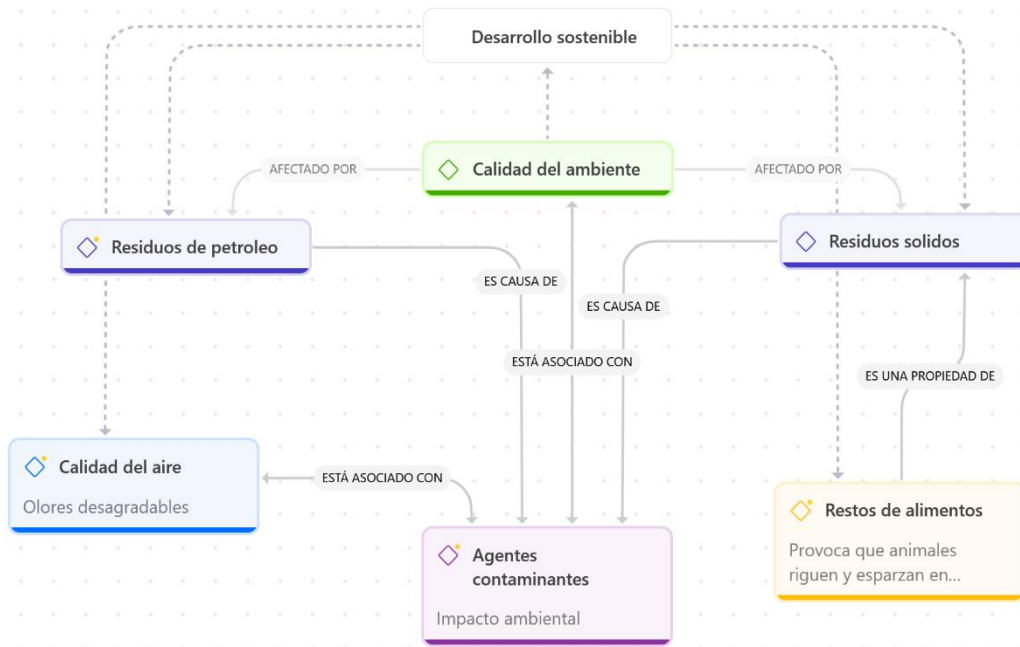 Desarrollo sostenible
AFECTADO POR
Calidad del ambiente
AFECTADO POR
Residuos de petroleo
Residuos solidos
ES CAUSA DE
ES CAUSA DE
ESTÁ ASOCIADO CON
ES UNA PROPIEDAD DE
Calidad del aire
Olores desagradables
ESTÁ ASOCIADO CON
Agentes
contaminantes
Impacto ambiental
Restos de alimentos
Provoca que animales
riguen y esparzan en...